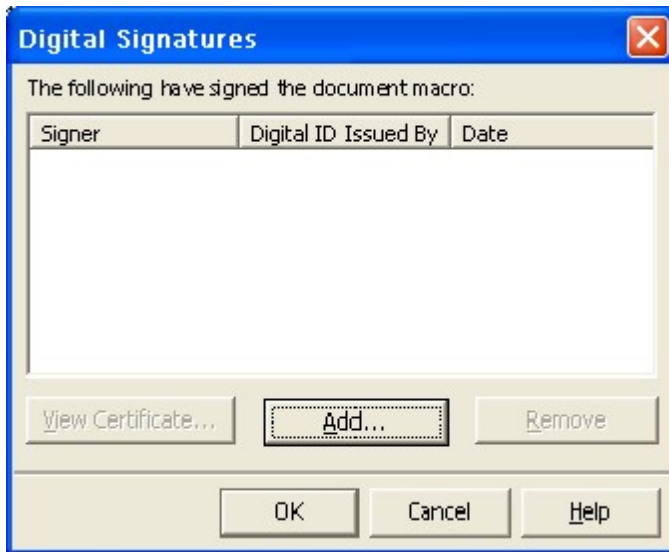 Digital Signatures
The following have signed the document macro:
Signer Digital ID Issued By Date
View Certificate... Add... Remove
OK Cancel Help